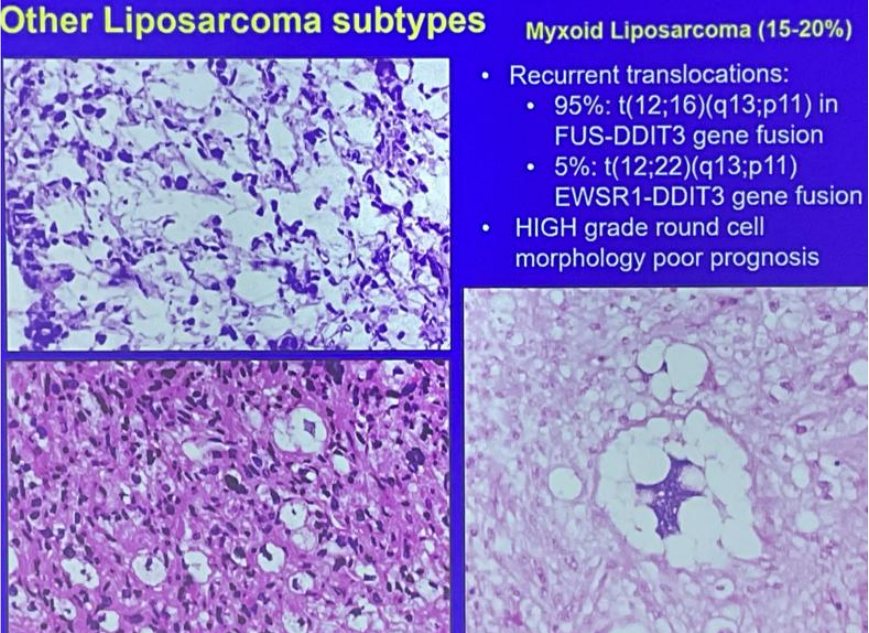 Other Liposarcoma subtypes
Myxoid Liposarcoma (15-20%)
• Recurrent translocations:
• 95%: t(12;16)(q13;p11) in
FUS-DDIT3 gene fusion
• 5%: t(12;22)(q13;p11)
EWSR1-DDIT3 gene fusion
• HIGH grade round cell
morphology poor prognosis